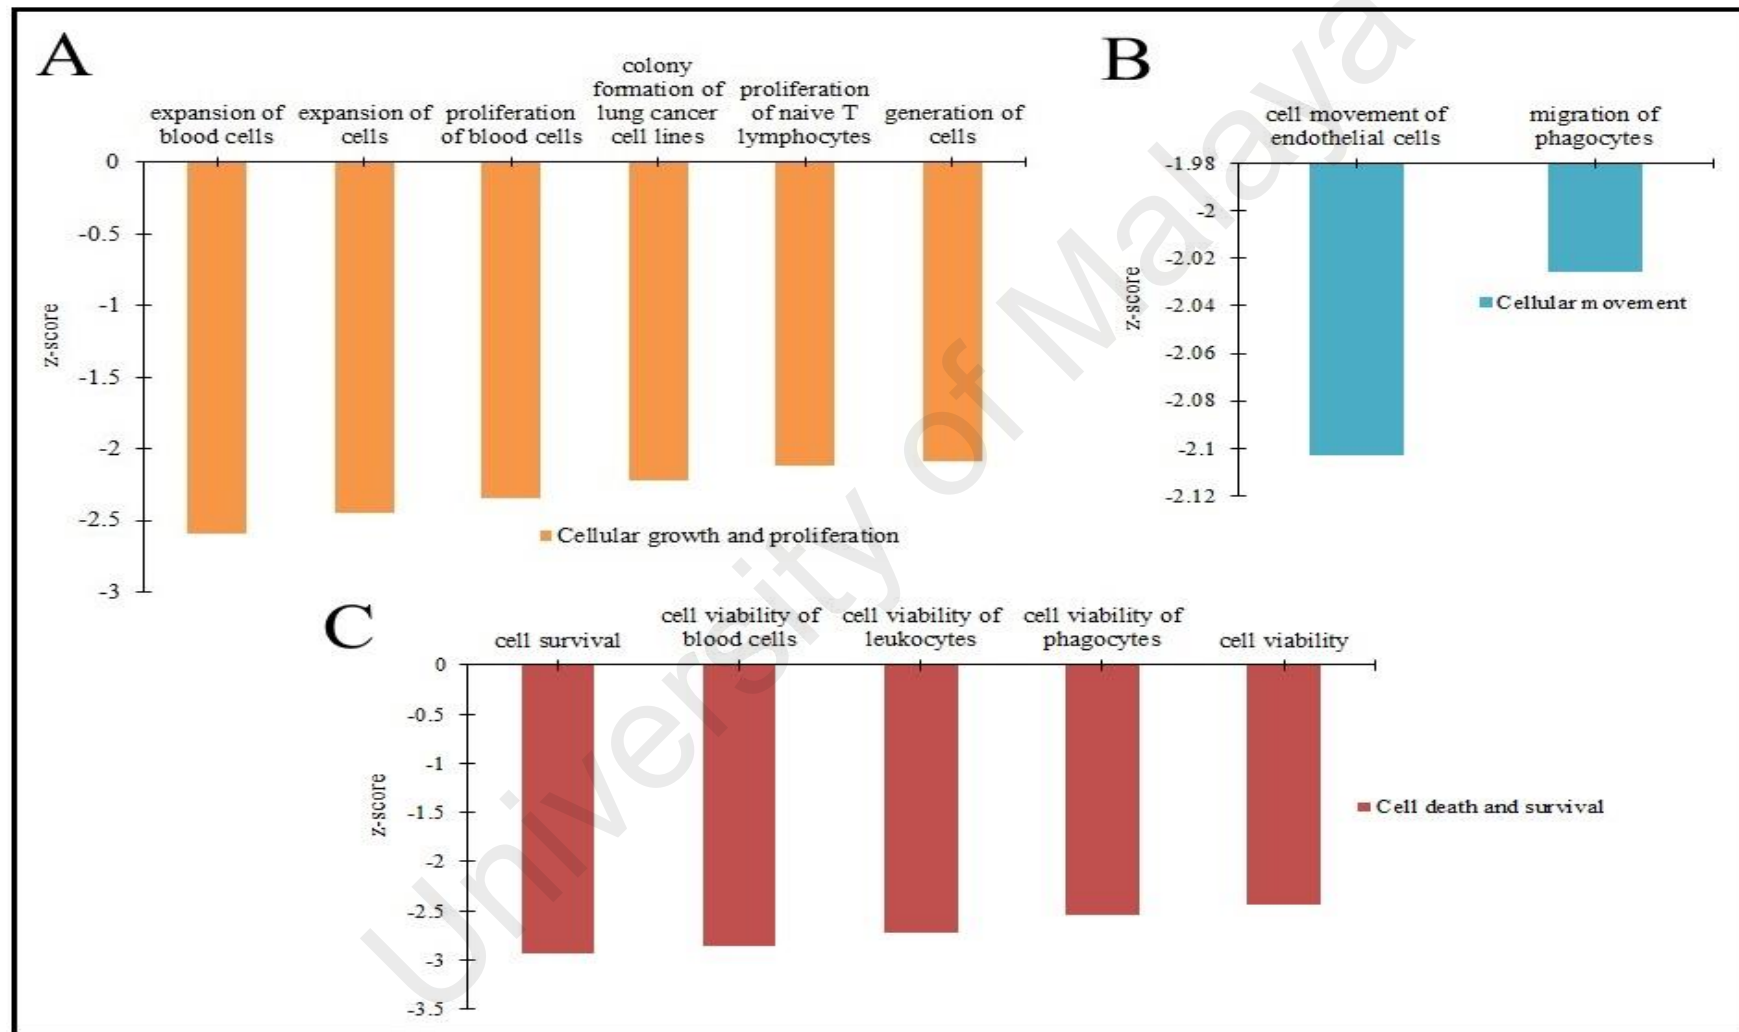 A
expansion of
blood cells
expansion of
cells
proliferation
of blood cells
colony
formation of
lung cancer
cell lines
proliferation
of naive T
lymphocytes
generation of
cells
0
-0.5
-1
-1.5
-2
-2.5
-3
z-score
Cellular growth and proliferation
B
cell movement of
endothelial cells
migration of
phagocytes
-1.98
-2
-2.02
-2.04
-2.06
-2.08
-2.1
-2.12
z-score
Cellular movement
C
cell survival
cell viability of
blood cells
cell viability of
leukocytes
cell viability of
phagocytes
cell viability
0
-0.5
-1
-1.5
-2
-2.5
-3
-3.5
z-score
Cell death and survival
University of Malaya